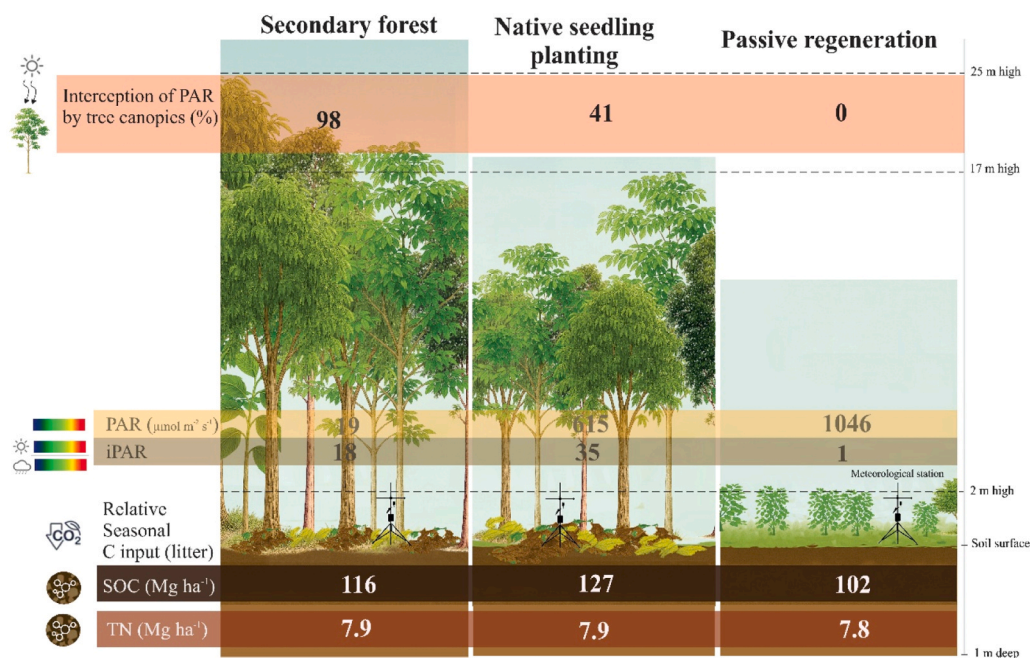 Secondary forest
Native seedling
planting
Passive regeneration
25 m high
Interception of PAR
by tree canopies (%)
98
41
0
17 m high
PAR (µmol m⁻² s⁻¹)
19
615
1046
iPAR
18
35
1
Meteorological station
2 m high
Relative
Seasonal
C input (litter)
CO₂
Soil surface
SOC (Mg ha⁻¹)
116
127
102
TN (Mg ha⁻¹)
7.9
7.9
7.8
1 m deep